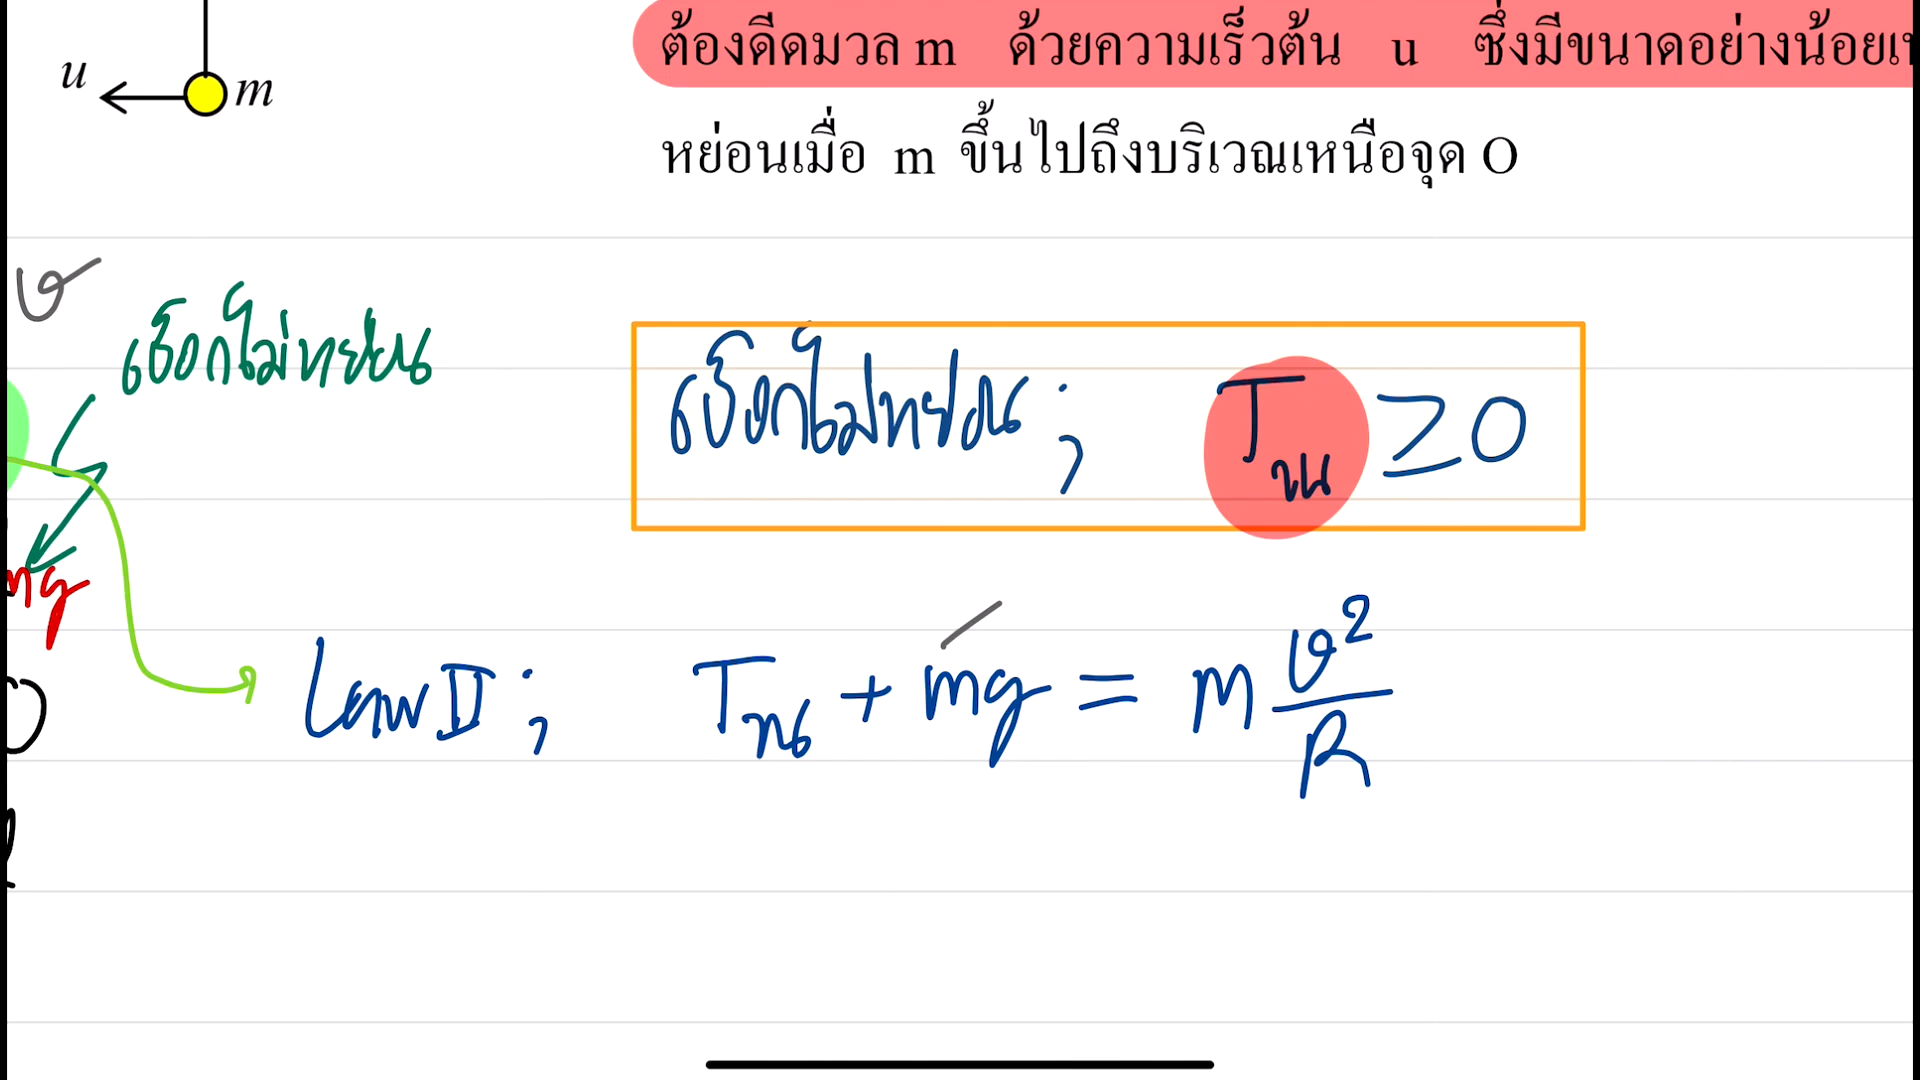 ต้องดีดมวล m ด้วยความเร็วต้น u ซึ่งมีขนาดอย่างน้อยเ
u
m
หย่อนเมื่อ m ขึ้นไปถึงบริเวณเหนือจุด O
v
เชือกไม่หย่อน
เชือกไม่หย่อน ; Tบน ≥ 0
mg
Law II ; Tบน + mg = m v²/R
O